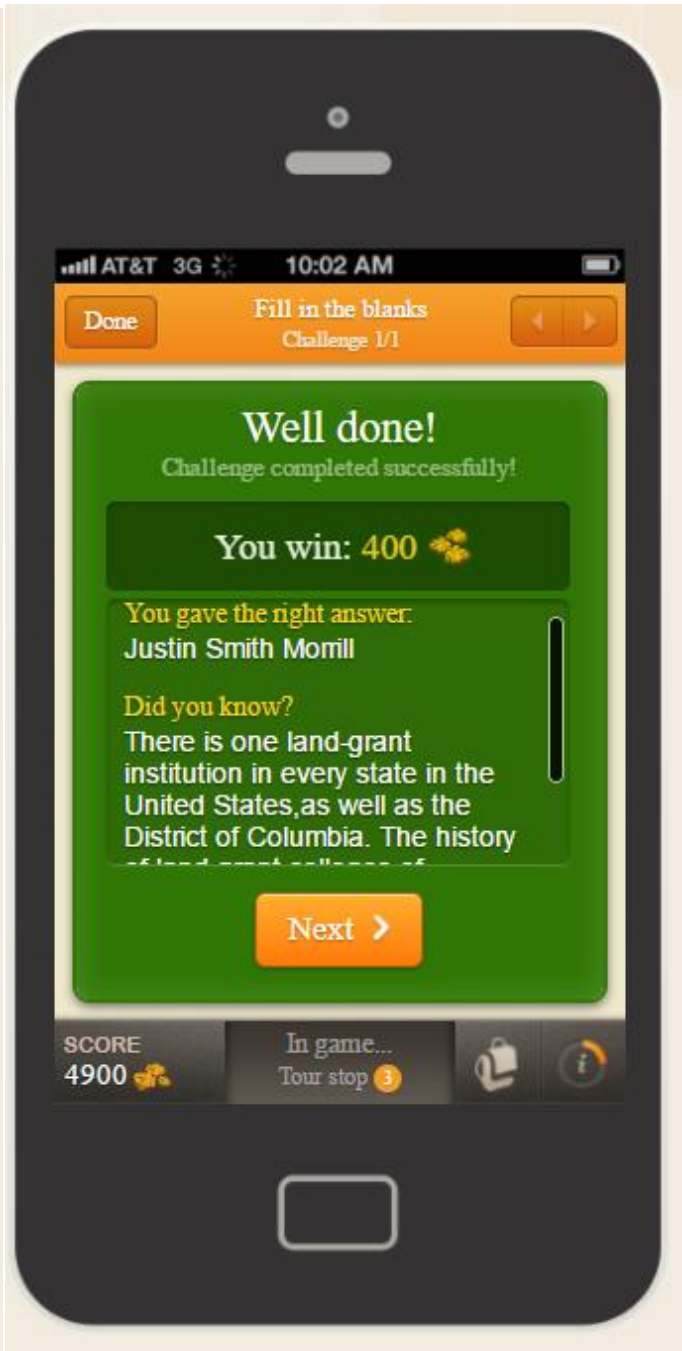 AT&T 3G 10:02 AM
Done
Fill in the blanks
Challenge 1/1
Well done!
Challenge completed successfully!
You win: 400
You gave the right answer:
Justin Smith Morrill
Did you know?
There is one land-grant
institution in every state in the
United States,as well as the
District of Columbia. The history
Next
SCORE
4900
In game...
Tour stop 3
i